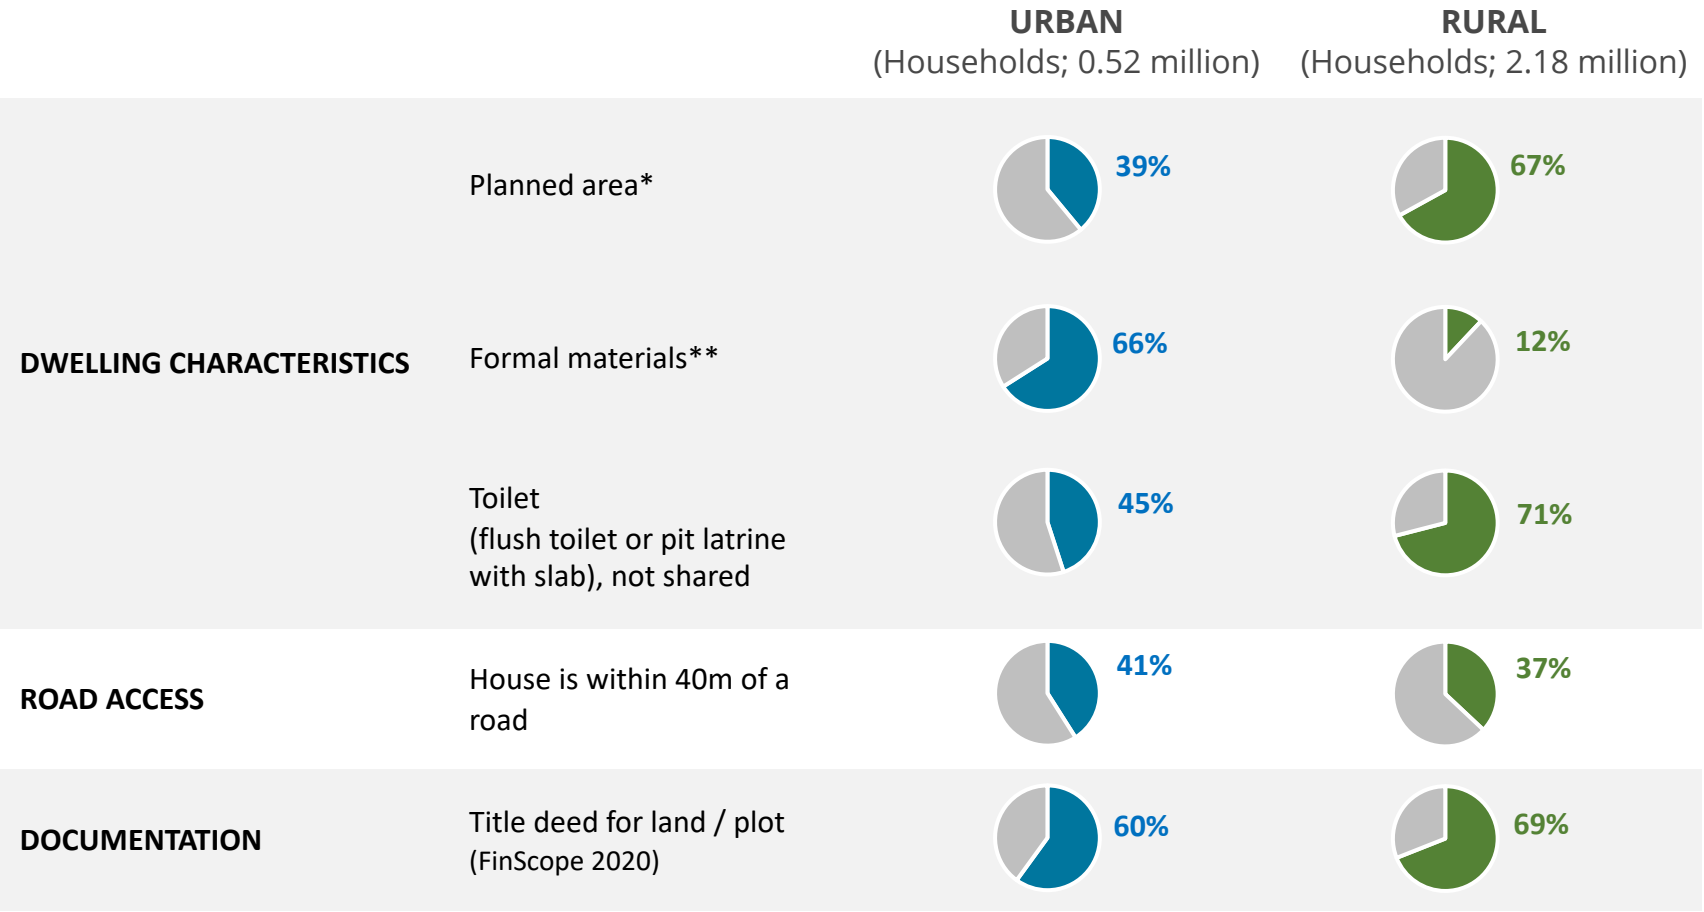 URBAN
(Households; 0.52 million)
RURAL
(Households; 2.18 million)
DWELLING CHARACTERISTICS
Planned area*
39%
67%
Formal materials**
66%
12%
Toilet
(flush toilet or pit latrine
with slab), not shared
45%
71%
ROAD ACCESS
House is within 40m of a
road
41%
37%
DOCUMENTATION
Title deed for land / plot
(FinScope 2020)
60%
69%